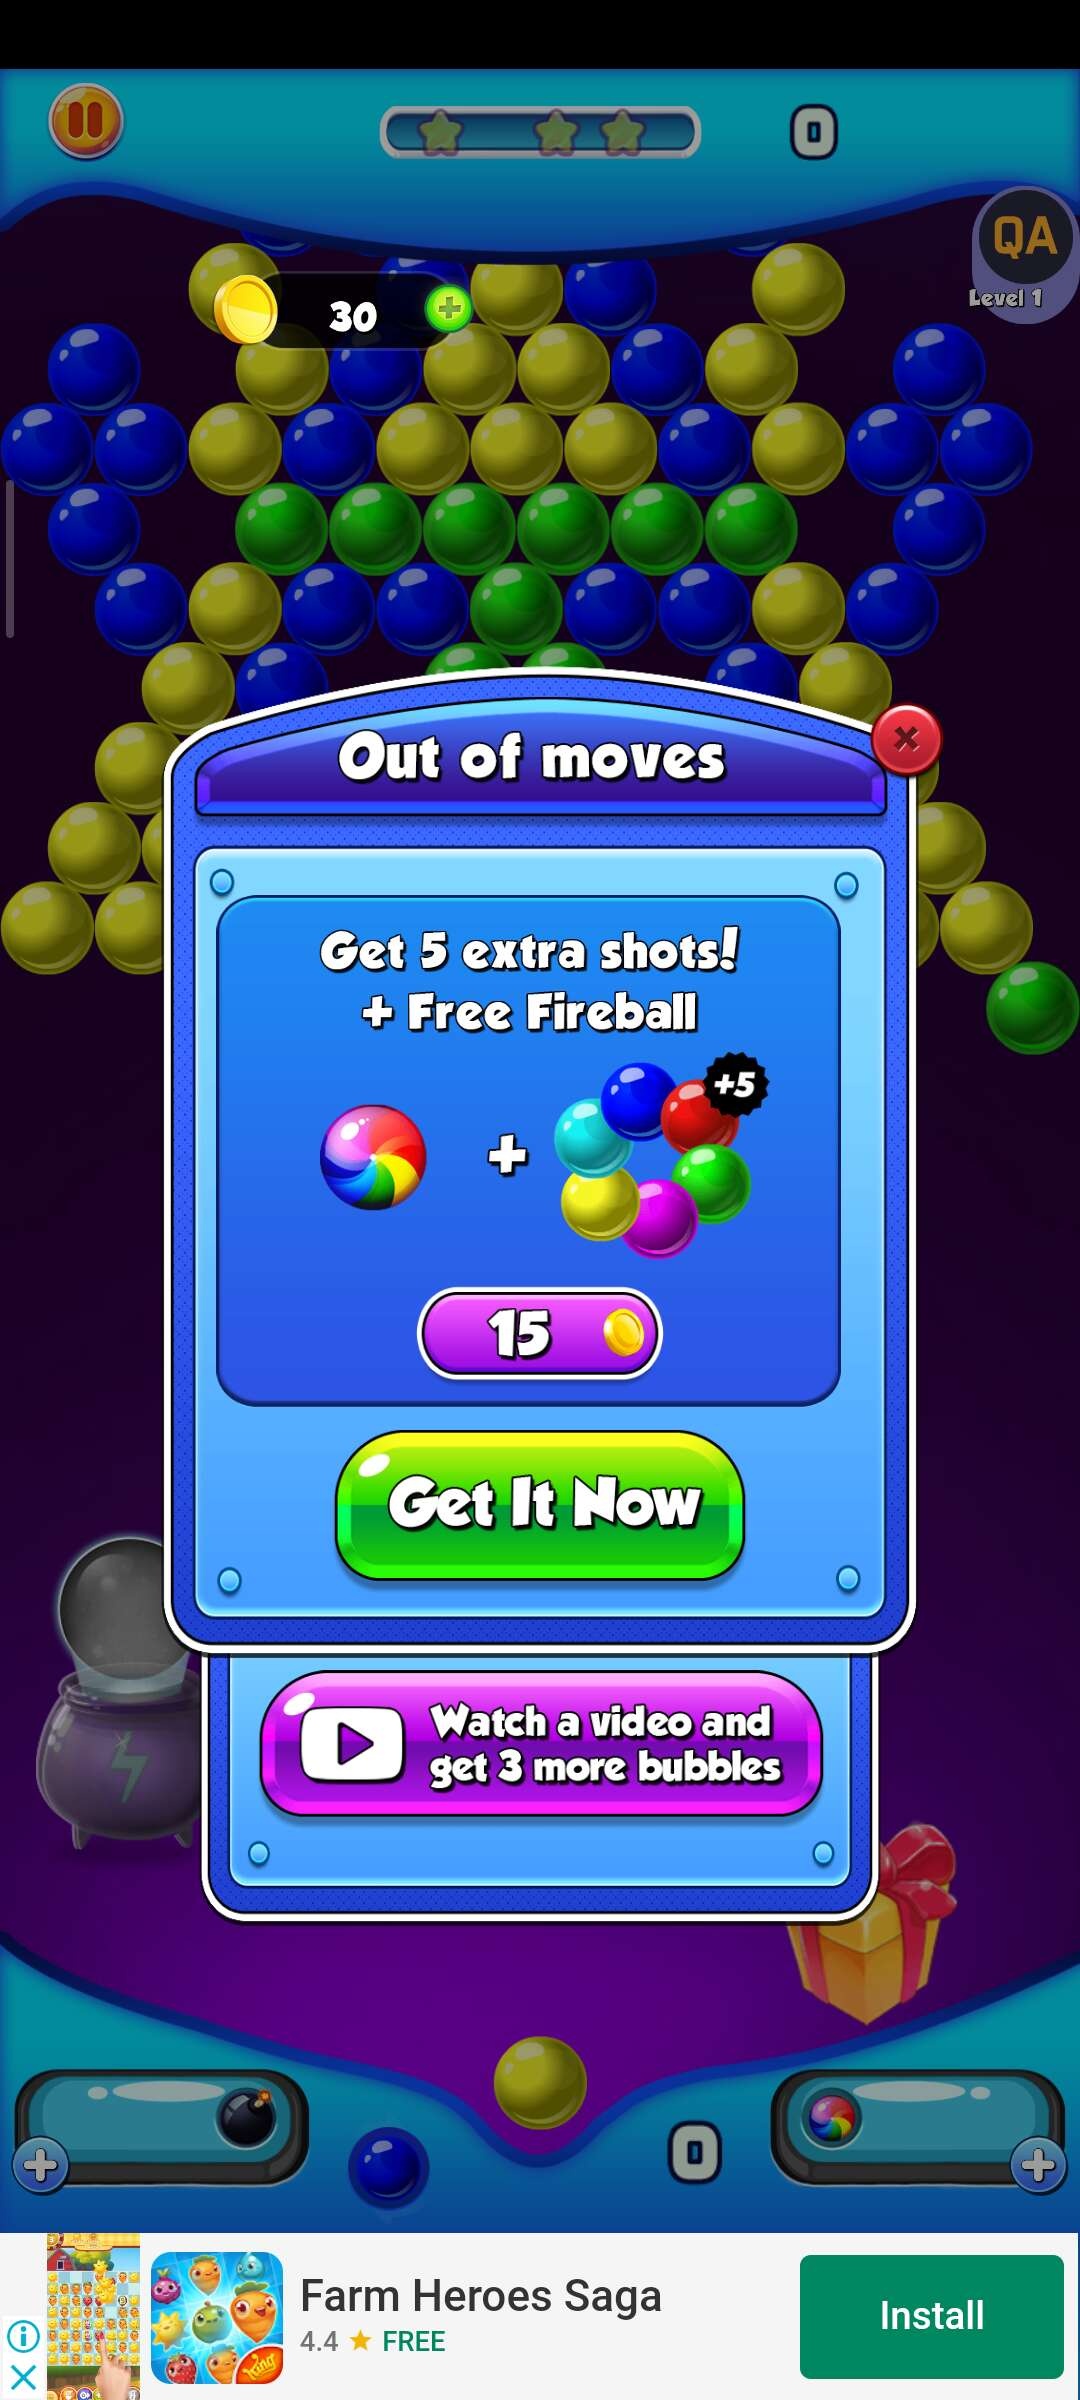 0
QA
Level 1
30
Out of moves
Get 5 extra shots!
+ Free Fireball
+5
+
15
Get It Now
Watch a video and
get 3 more bubbles
0
Farm Heroes Saga
4.4 ★ FREE
Install
King